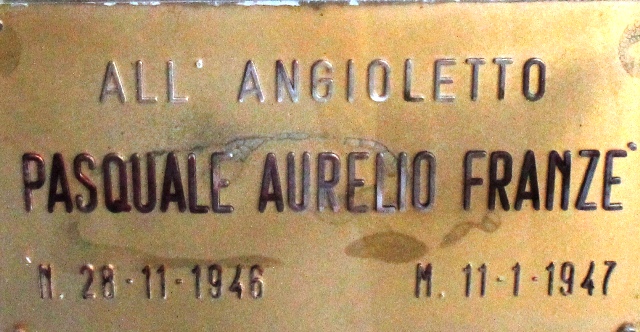 ALL' ANGIOLETTO
PASQUALE AURELIO FRANZE'
N. 28-11-1946 M. 11-1-1947